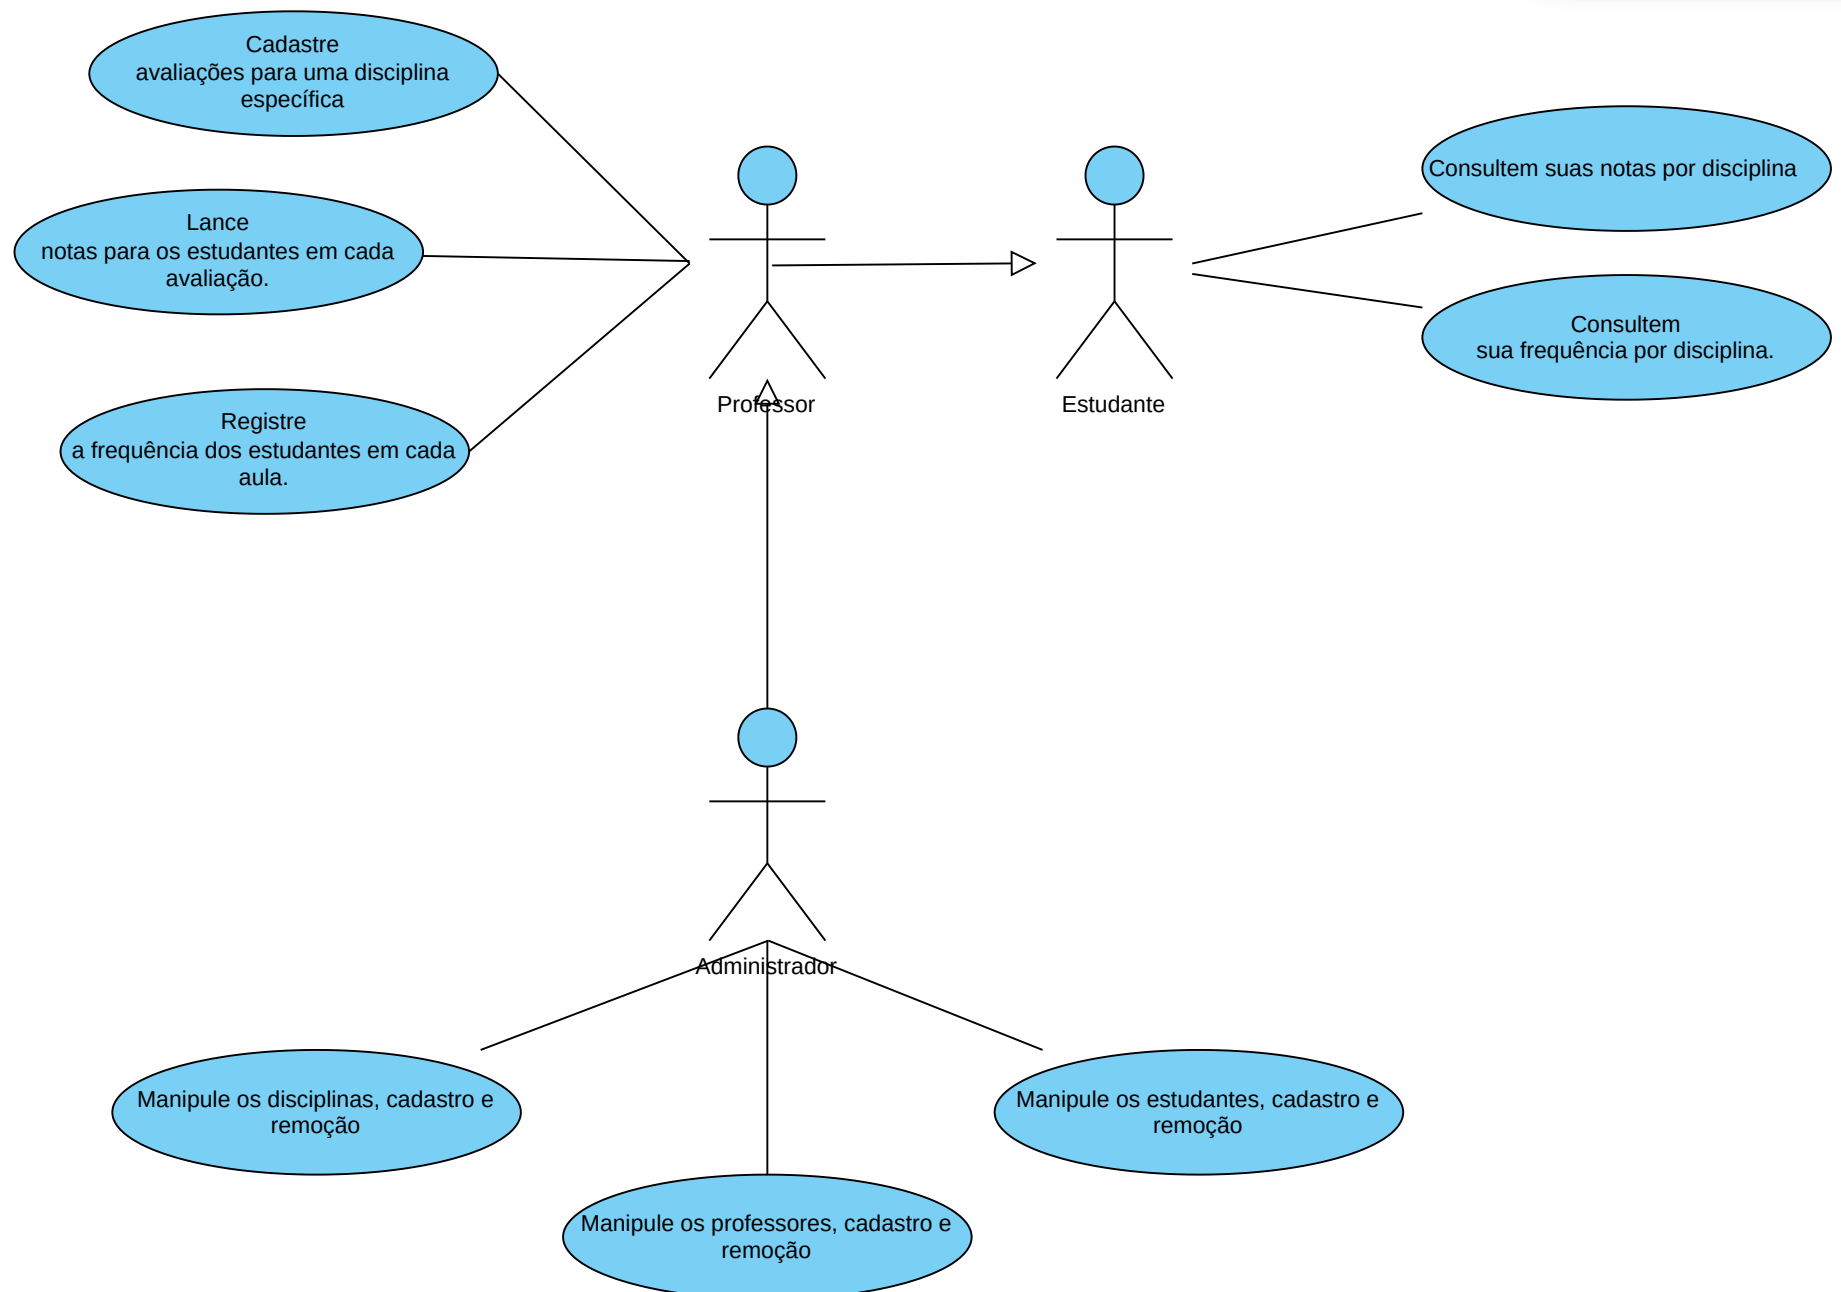 Cadastre
avaliações para uma disciplina
específica
Lance
notas para os estudantes em cada
avaliação.
Registre
a frequência dos estudantes em cada
aula.
Professor
Estudante
Consultem suas notas por disciplina
Consultem
sua frequência por disciplina.
Administrador
Manipule os disciplinas, cadastro e
remoção
Manipule os professores, cadastro e
remoção
Manipule os estudantes, cadastro e
remoção